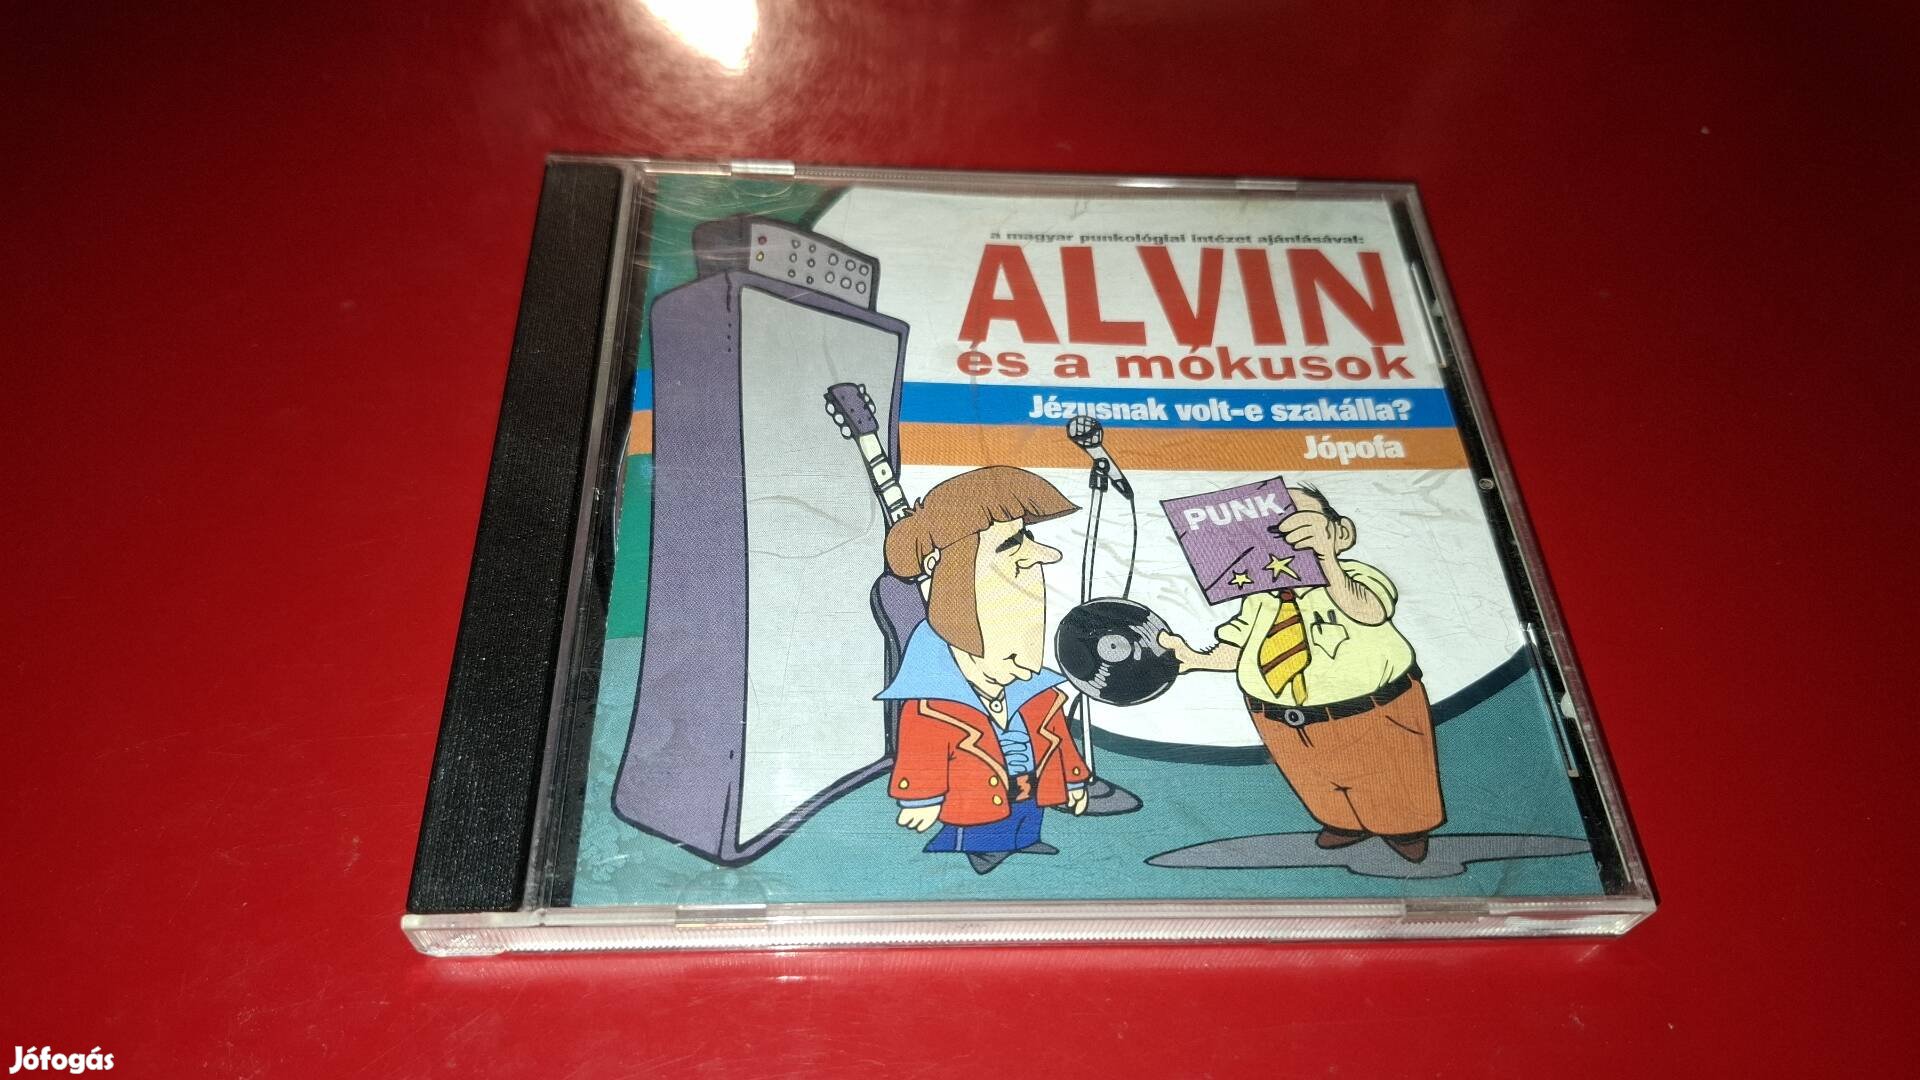 a magyar punkológiai intézet ajánlásával:
ALVIN
és a mókusok
Jézusnak volt-e szakálla?
Jópofa
PUNK
Jófogás